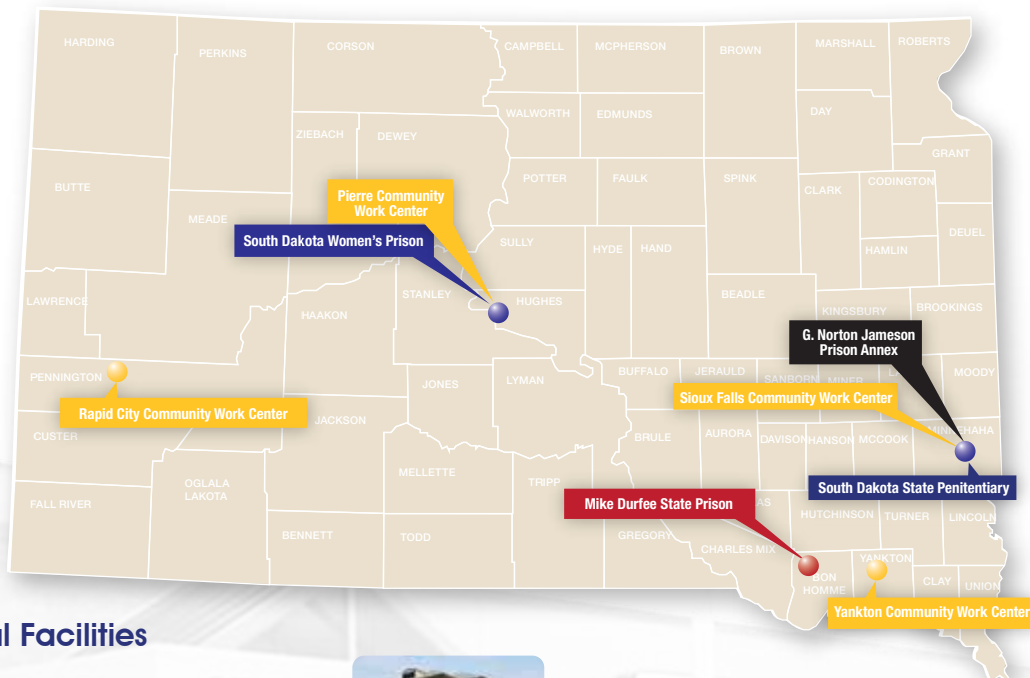 HARDING
PERKINS
CORSON
CAMPBELL
MCPHERSON
BROWN
MARSHALL
ROBERTS
WALWORTH
EDMUNDS
DAY
ZIEBACH
DEWEY
GRANT
BUTTE
POTTER
FAULK
SPINK
CLARK
CODINGTON
MEADE
Pierre Community
Work Center
South Dakota Women's Prison
SULLY
HYDE
HAND
HAMLIN
DEUEL
LAWRENCE
HAAKON
STANLEY
HUGHES
BEADLE
KINGSBURY
BROOKINGS
G. Norton Jameson
Prison Annex
PENNINGTON
JONES
LYMAN
BUFFALO
JERAULD
SANBORN
MINER
MOODY
Rapid City Community Work Center
Sioux Falls Community Work Center
CUSTER
JACKSON
BRULE
AURORA
DAVISON
HANSON
MCCOOK
MINNEHAHA
MELLETTE
TRIPP
South Dakota State Penitentiary
FALL RIVER
OGLALA
LAKOTA
Mike Durfee State Prison
HUTCHINSON
TURNER
LINCOLN
BENNETT
TODD
GREGORY
CHARLES MIX
BON
HOMME
YANKTON
CLAY
UNION
Yankton Community Work Center
Facilities